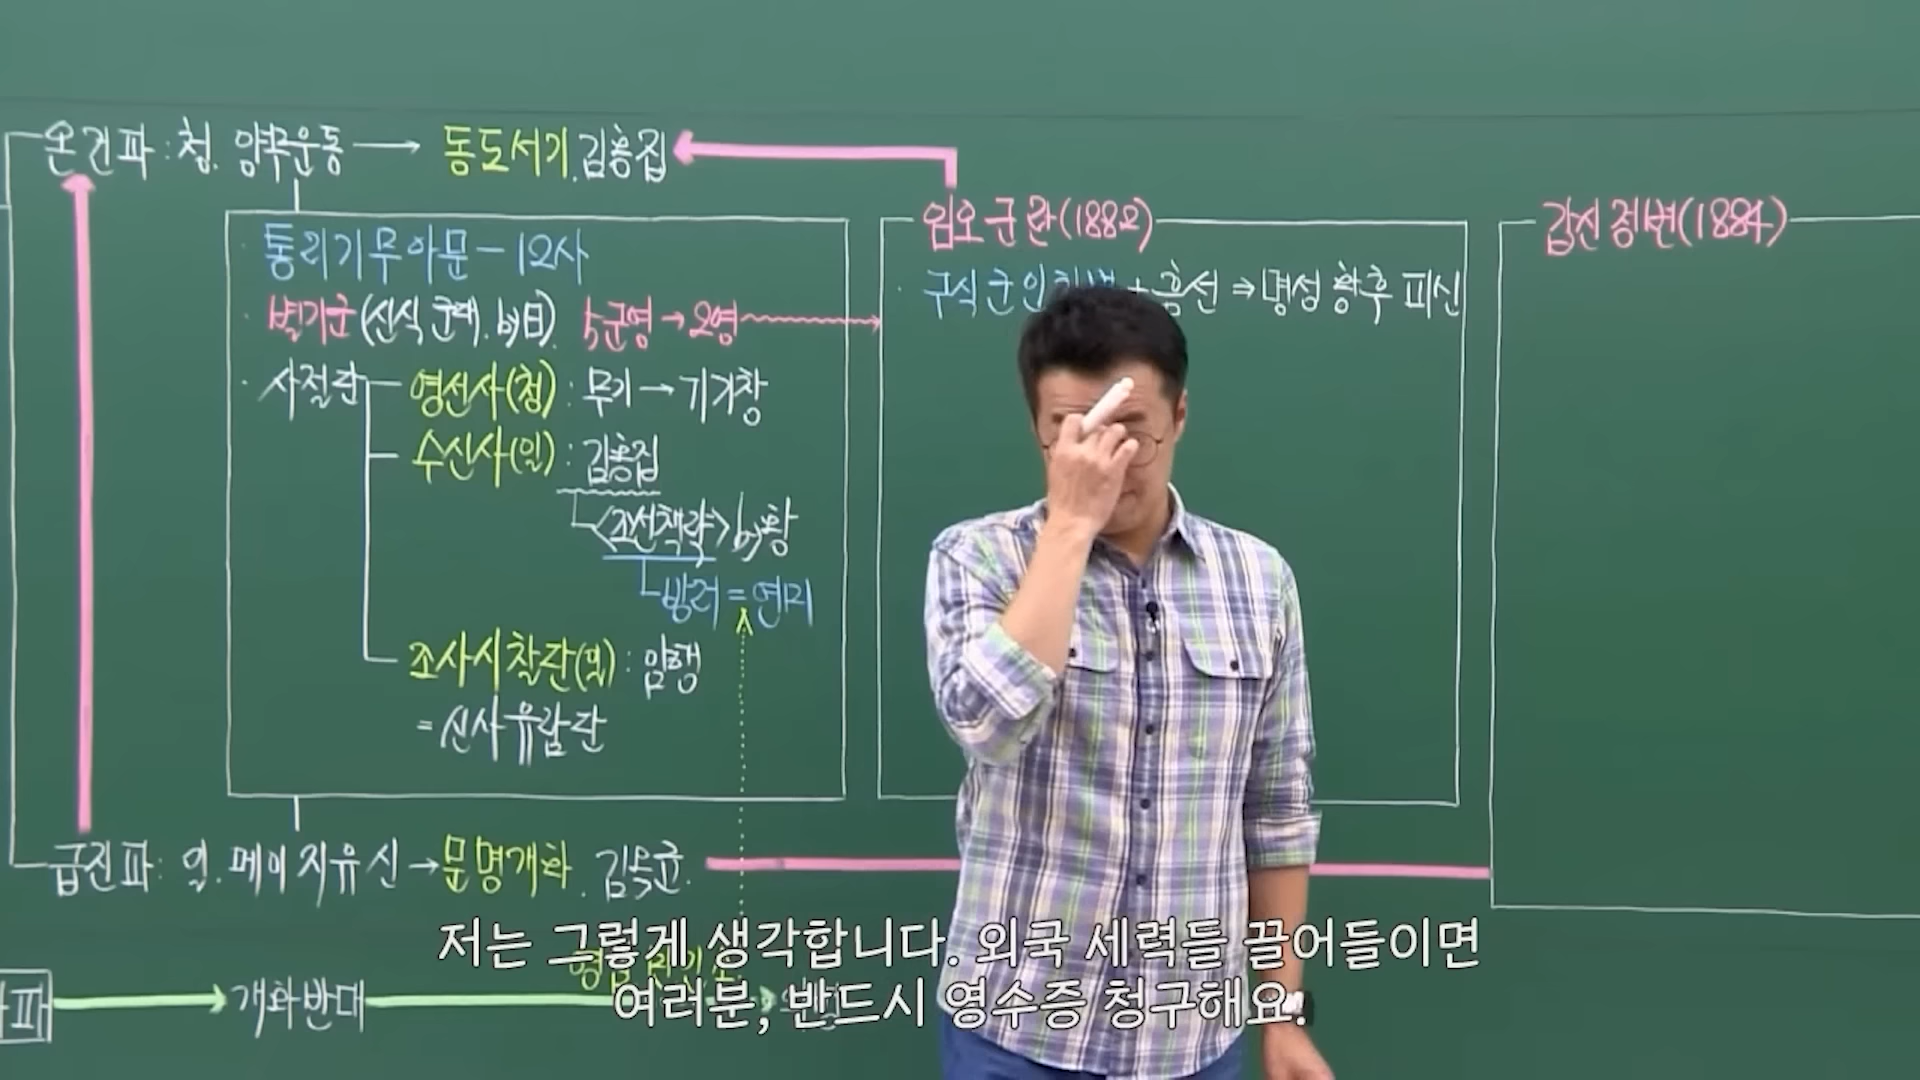 온건파 : 청. 양무운동 → 동도서기. 김홍집
임오군란(1882)
갑신정변(1884)
· 통리기무아문 - 12사
· 구식군인 + 흥선 ⇒ 명성황후 피신
· 별기군(신식 군대. by日). 5군영 → 2영
· 사절단
영선사(청) : 무기 → 기기창
수신사(일) : 김홍집
<조선책략> by황
방러 = 연미
조사시찰단(일) : 암행
= 신사유람단
급진파 : 일. 메이지유신 → 문명개화. 김옥균.
저는 그렇게 생각합니다. 외국 세력들 끌어들이면
파 → 개화반대
여러분, 반드시 영수증 청구해요.